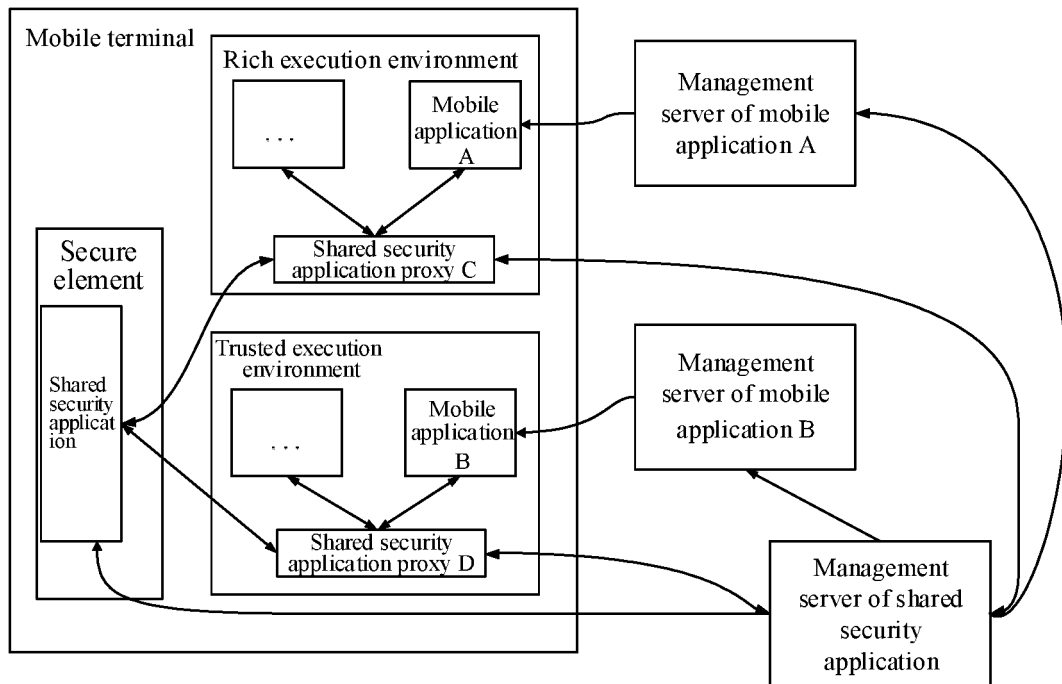 Mobile terminal
Rich execution environment
. . .
Mobile
application
A
Shared security
application proxy C
Management
server of mobile
application A
Secure
element
Shared
security
applicat
ion
Trusted execution
environment
. . .
Mobile
application
B
Shared security
application proxy D
Management
server of mobile
application B
Management
server of shared
security
application